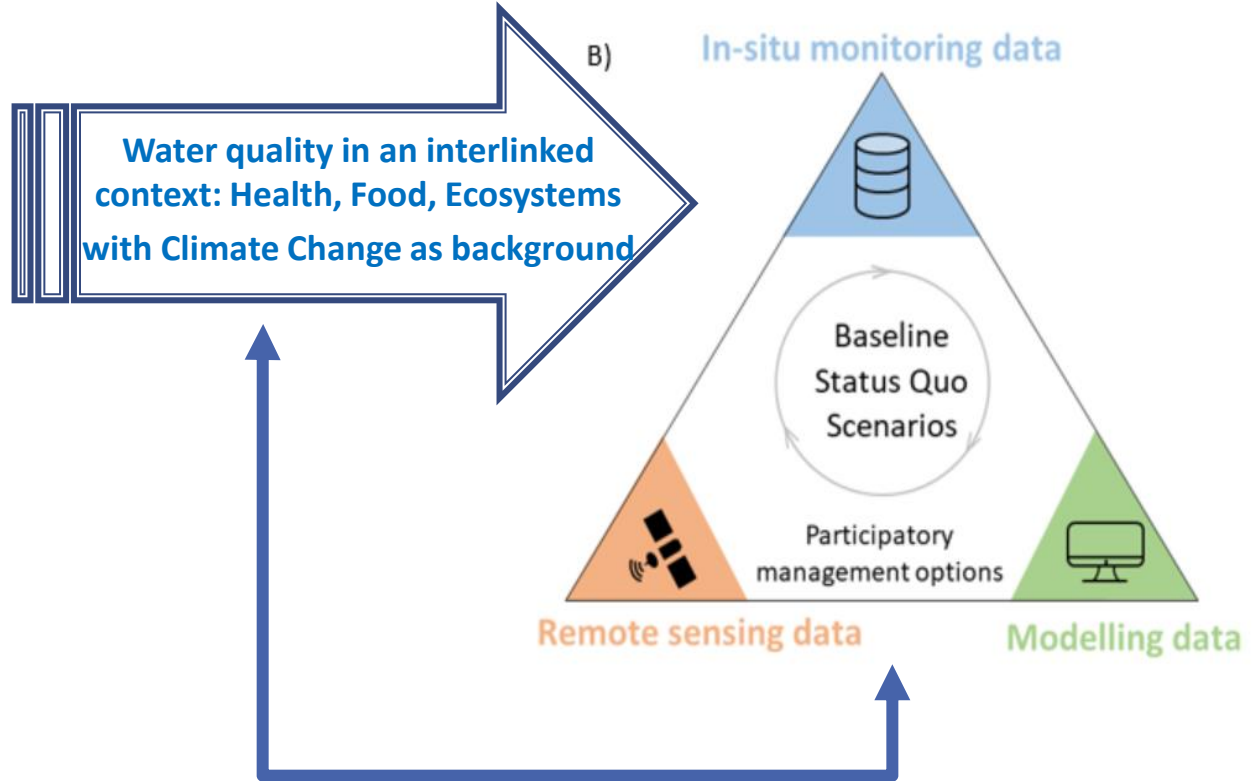 Water quality in an interlinked
context: Health, Food, Ecosystems
with Climate Change as background
B)
In-situ monitoring data
Baseline
Status Quo
Scenarios
Participatory
management options
Remote sensing data
Modelling data